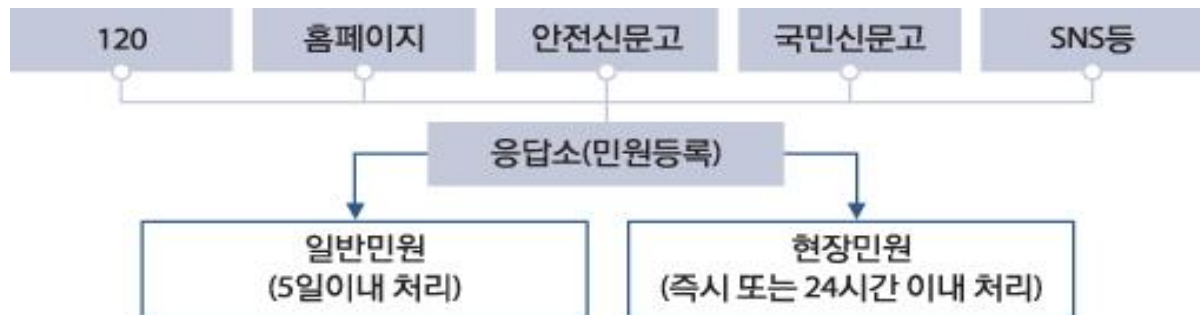 120
홈페이지
안전신문고
국민신문고
SNS등
응답소(민원등록)
일반민원
(5일이내 처리)
현장민원
(즉시 또는 24시간 이내 처리)